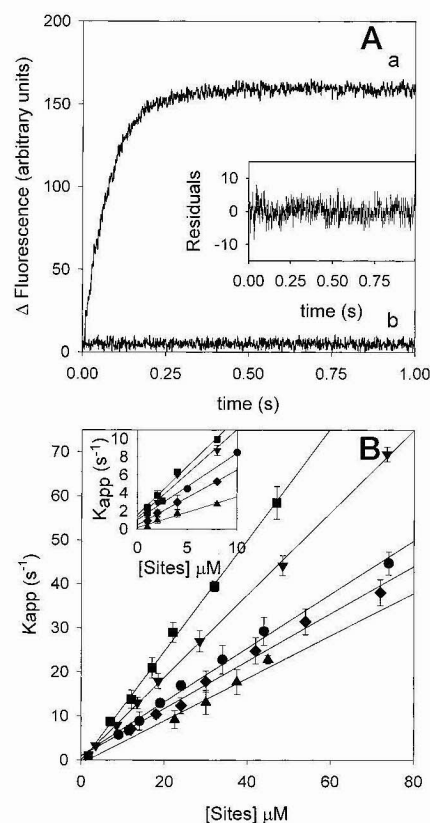 A
a
200
150
100
50
0
Δ Fluorescence (arbitrary units)
10
0
-10
Residuals
0.00 0.25 0.50 0.75
time (s)
b
0.00 0.25 0.50 0.75 1.00
time (s)
B
70
60
50
40
30
20
10
0
Kapp (s⁻¹)
10
8
6
4
2
0
Kapp (s⁻¹)
0 5 10
[Sites] μM
0 20 40 60 80
[Sites] μM